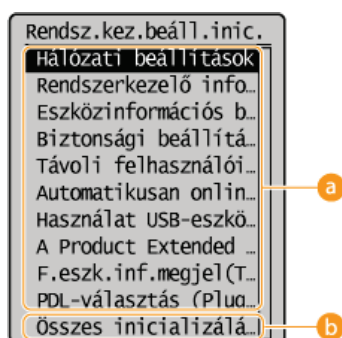 Rendsz.kez.beáll.inic.
Hálózati beállítások
Rendszerkezelő info…
Eszközinformációs b…
Biztonsági beállítá…
Távoli felhasználói…
Automatikusan onlin…
Használat USB-eszkö…
A Product Extended …
F.eszk.inf.megjel(T…
PDL-választás (Plug…
Összes inicializálá…
a
b